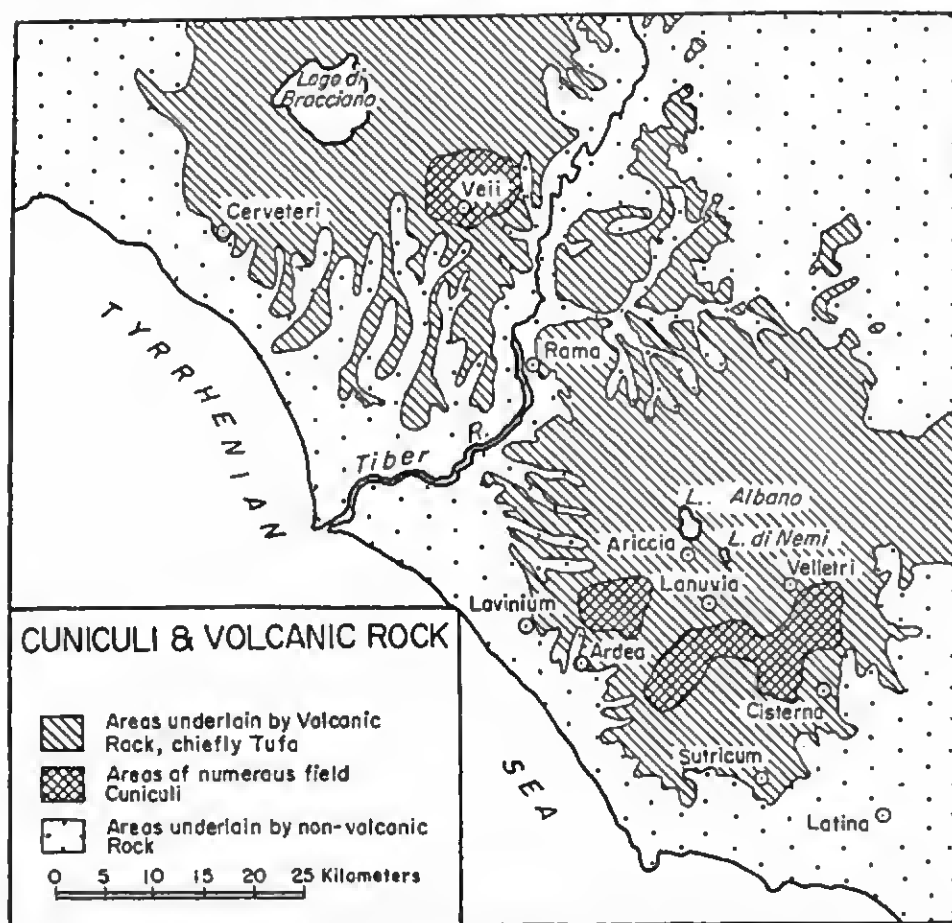 Lago di
Bracciano
Veii
Cerveteri
TYRRHENIAN
Roma
Tiber R.
L. Albano
Ariccia
L. di Nemi
Velletri
Lanuvia
Lavinium
Ardea
Cisterna
Sutricum
SEA
Latina
CUNICULI & VOLCANIC ROCK
Areas underlain by Volcanic
Rock, chiefly Tufa
Areas of numerous field
Cuniculi
Areas underlain by non-volcanic
Rock
0 5 10 15 20 25 Kilometers